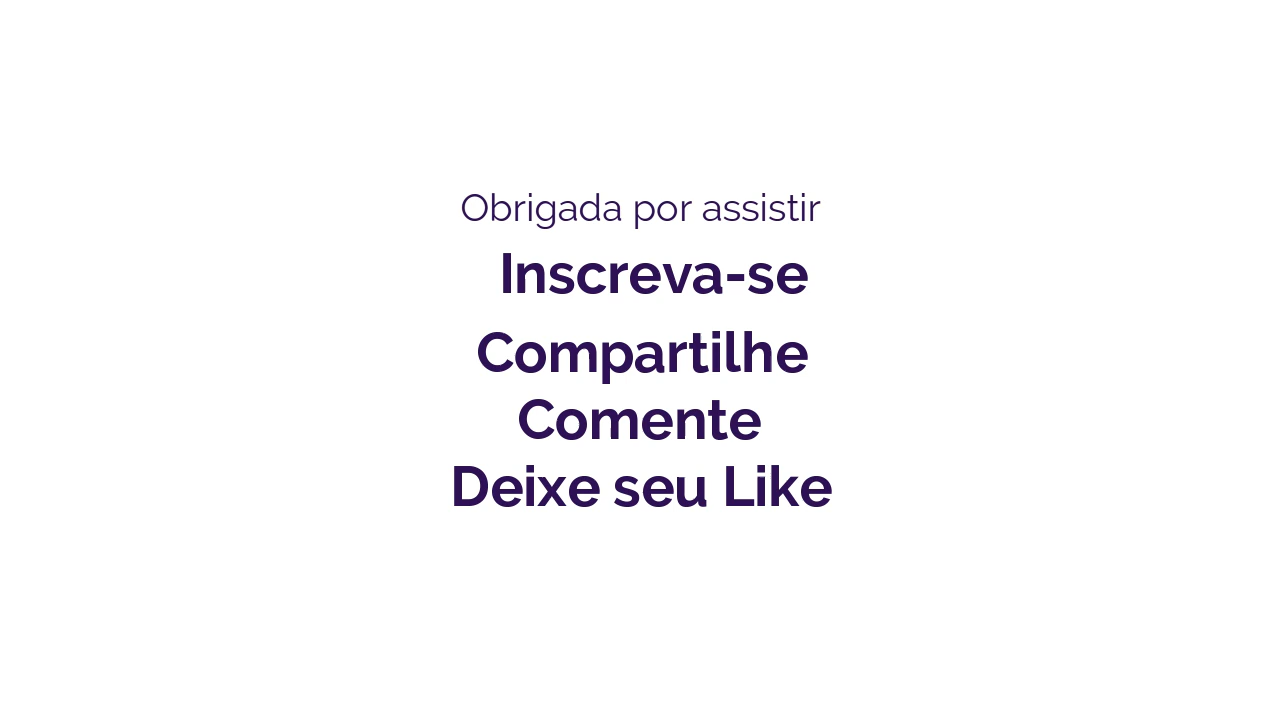 Obrigada por assistir
Inscreva-se
Compartilhe
Comente
Deixe seu Like